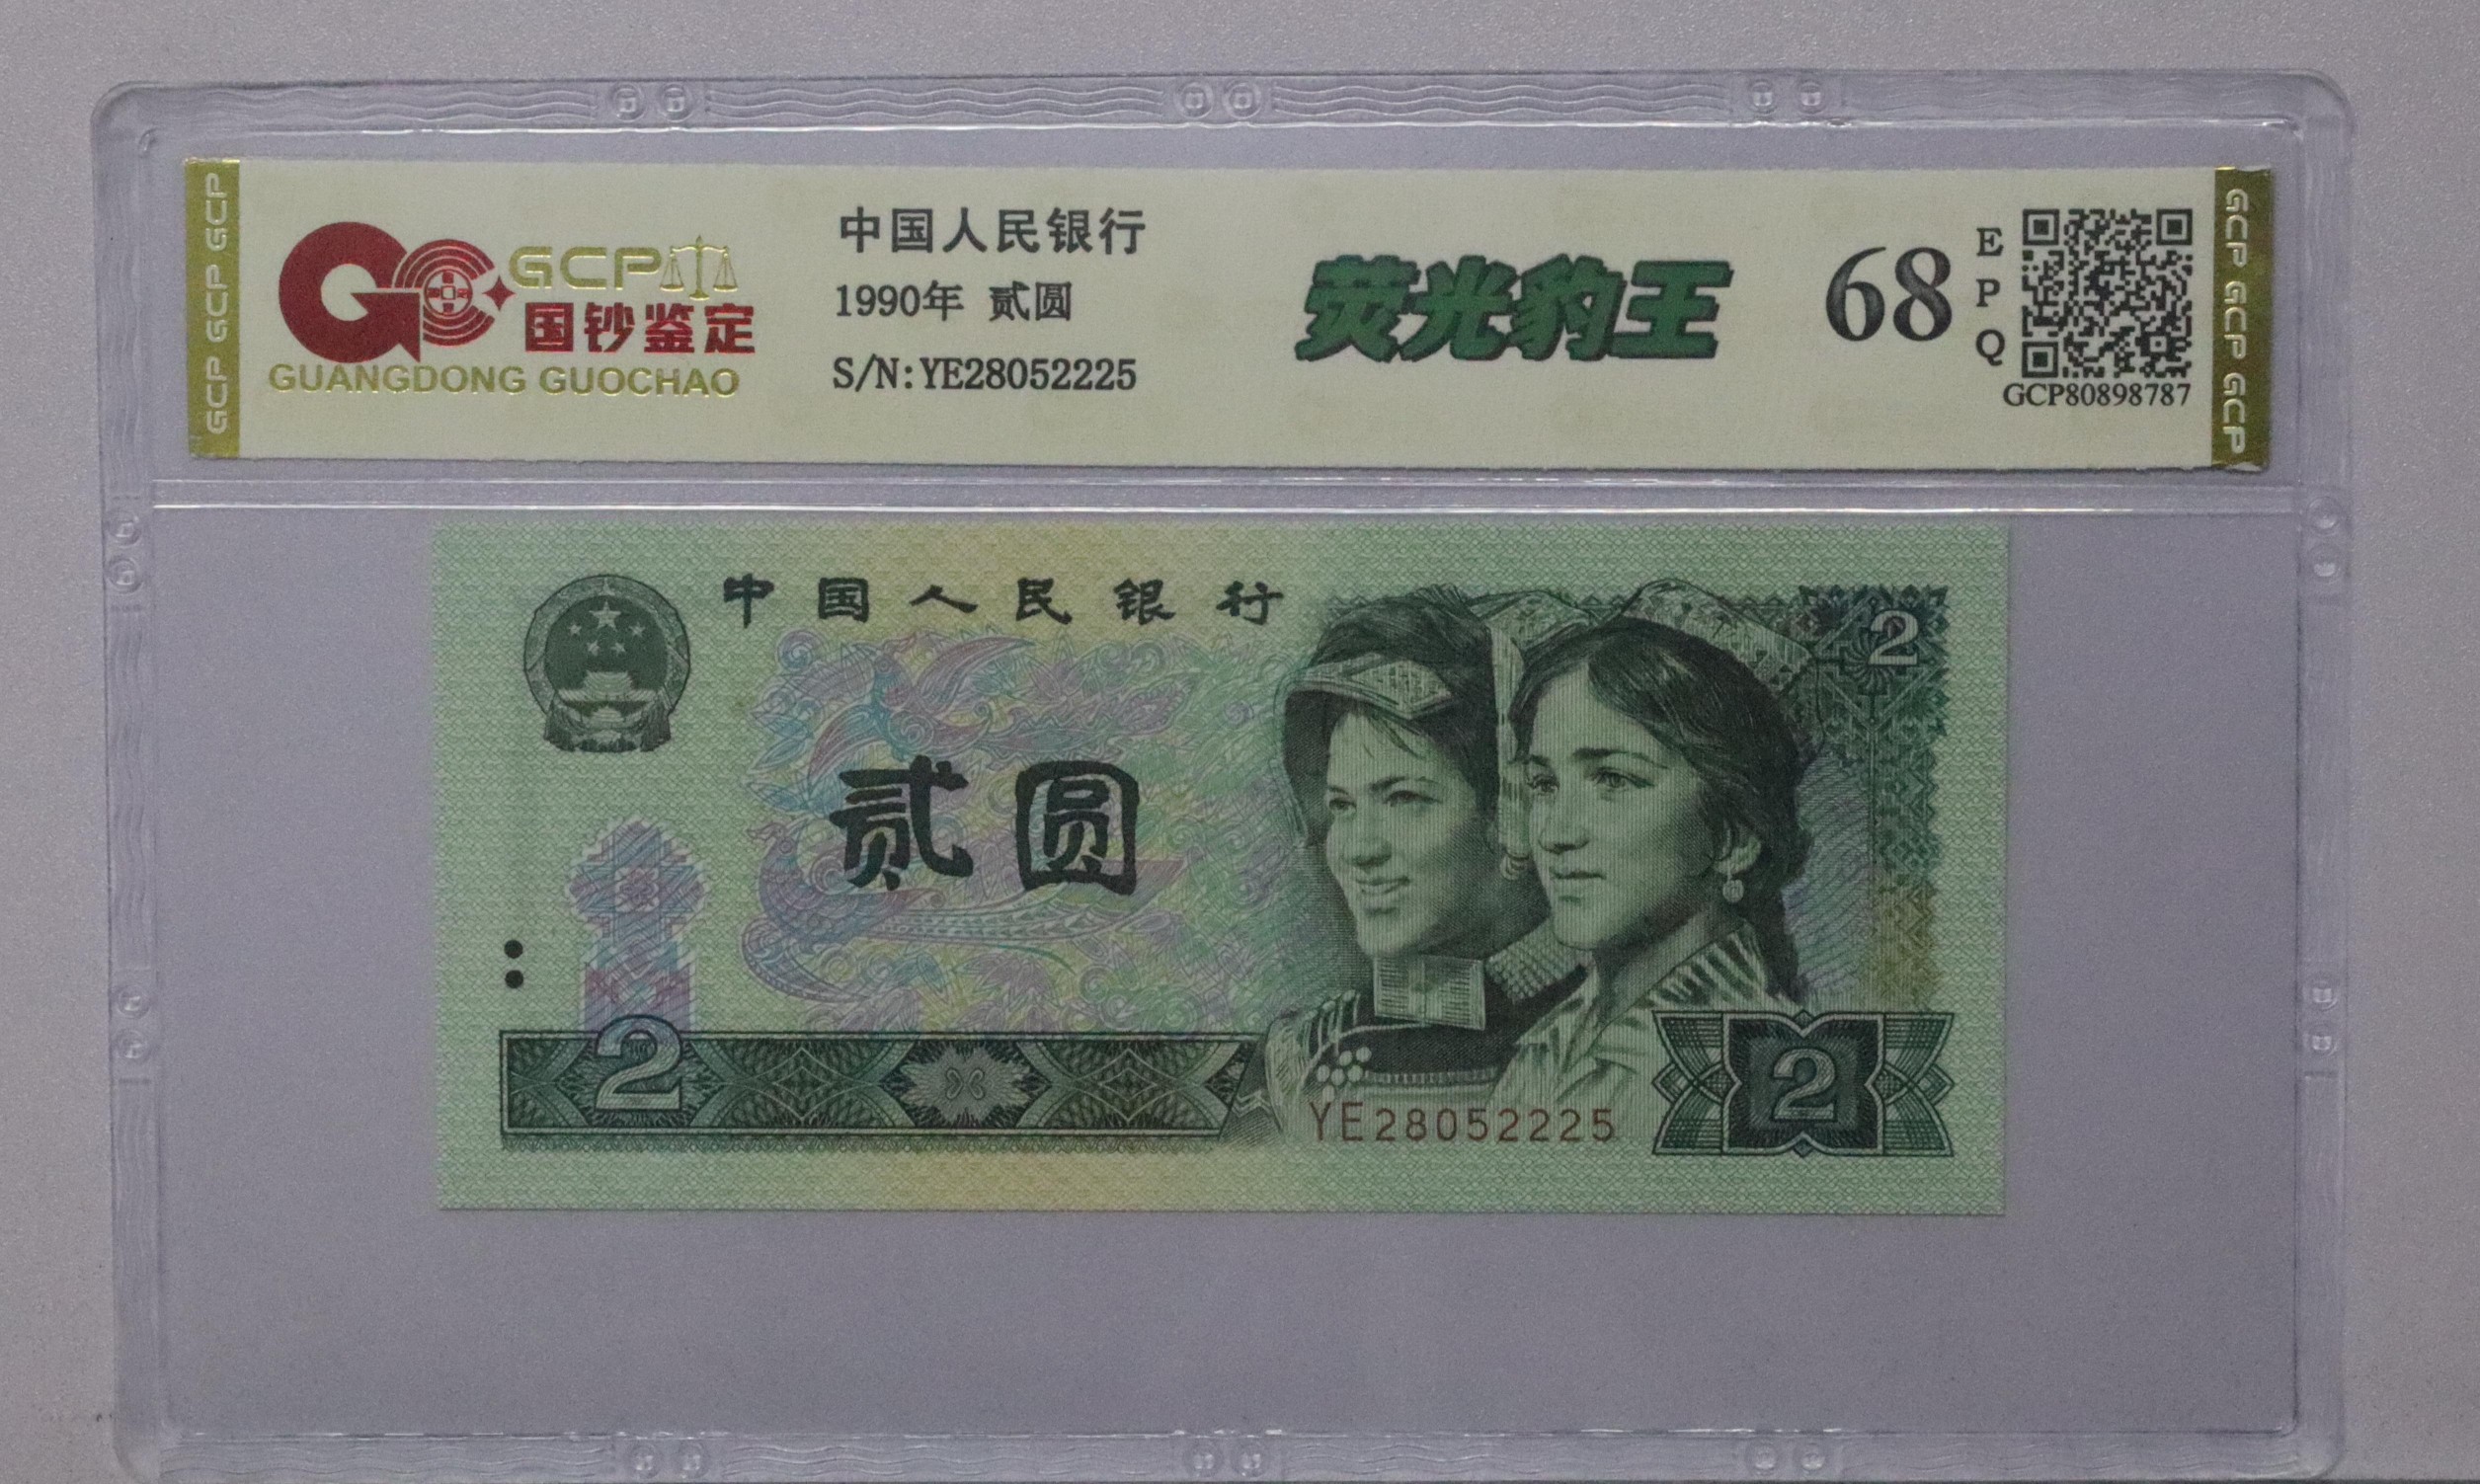 GCP GCP GCP
GCP
国钞鉴定
GUANGDONG GUOCHAO
中国人民银行
1990年 贰圆
S/N:YE28052225
荧光豹王
68
EPQ
GCP80898787
GCP GCP GCP
中国人民银行
2
贰圆
2
YE28052225
2